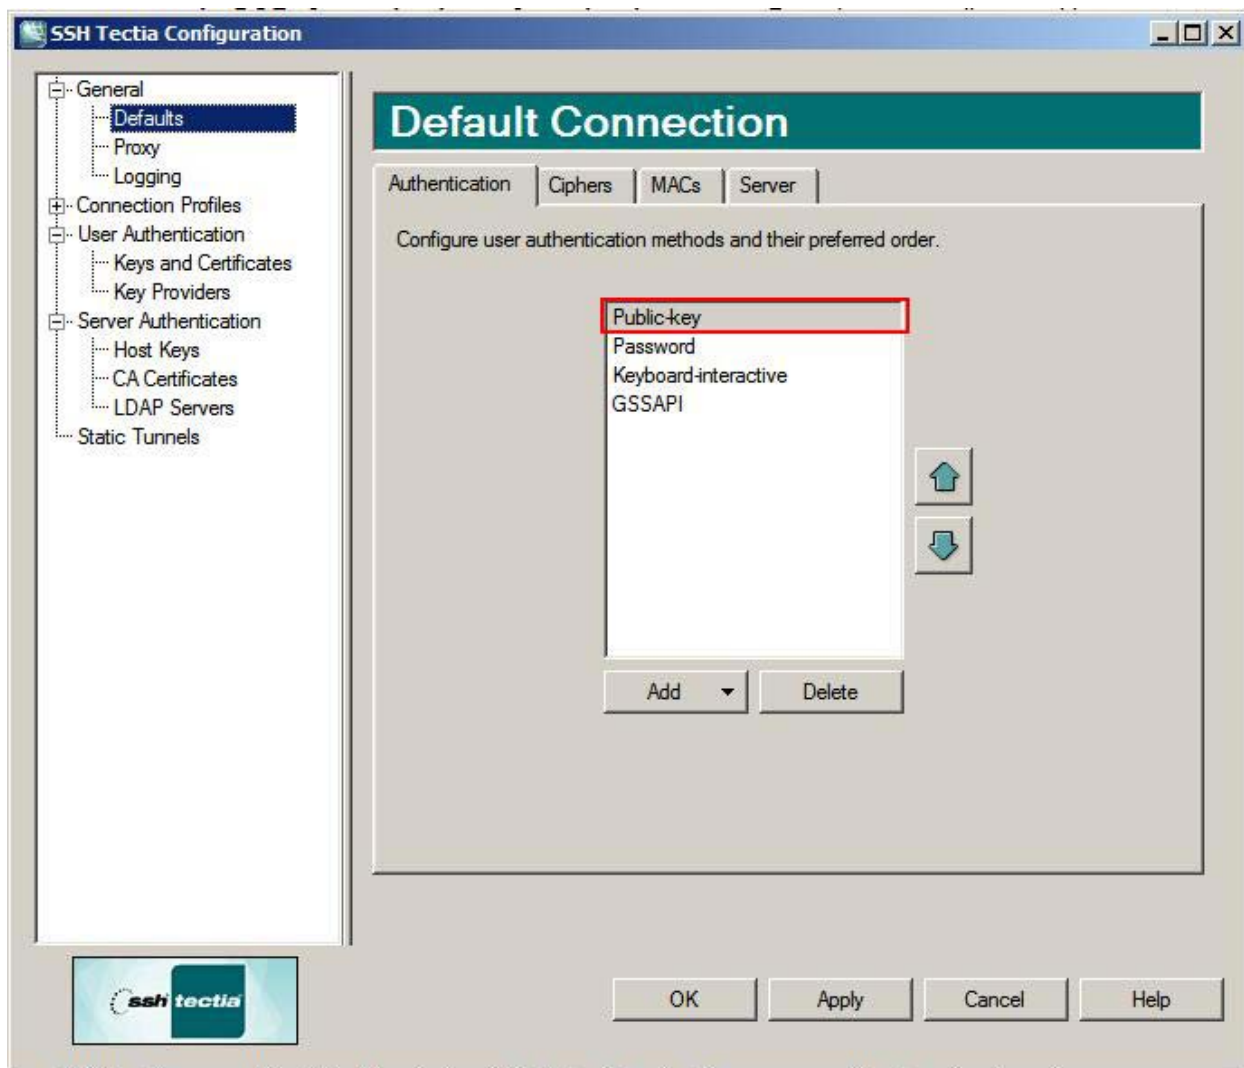 SSH Tectia Configuration
General
Defaults
Proxy
Logging
Connection Profiles
User Authentication
Keys and Certificates
Key Providers
Server Authentication
Host Keys
CA Certificates
LDAP Servers
Static Tunnels
Default Connection
Authentication
Ciphers
MACs
Server
Configure user authentication methods and their preferred order.
Public-key
Password
Keyboard-interactive
GSSAPI
Add
Delete
ssh tectia
OK
Apply
Cancel
Help